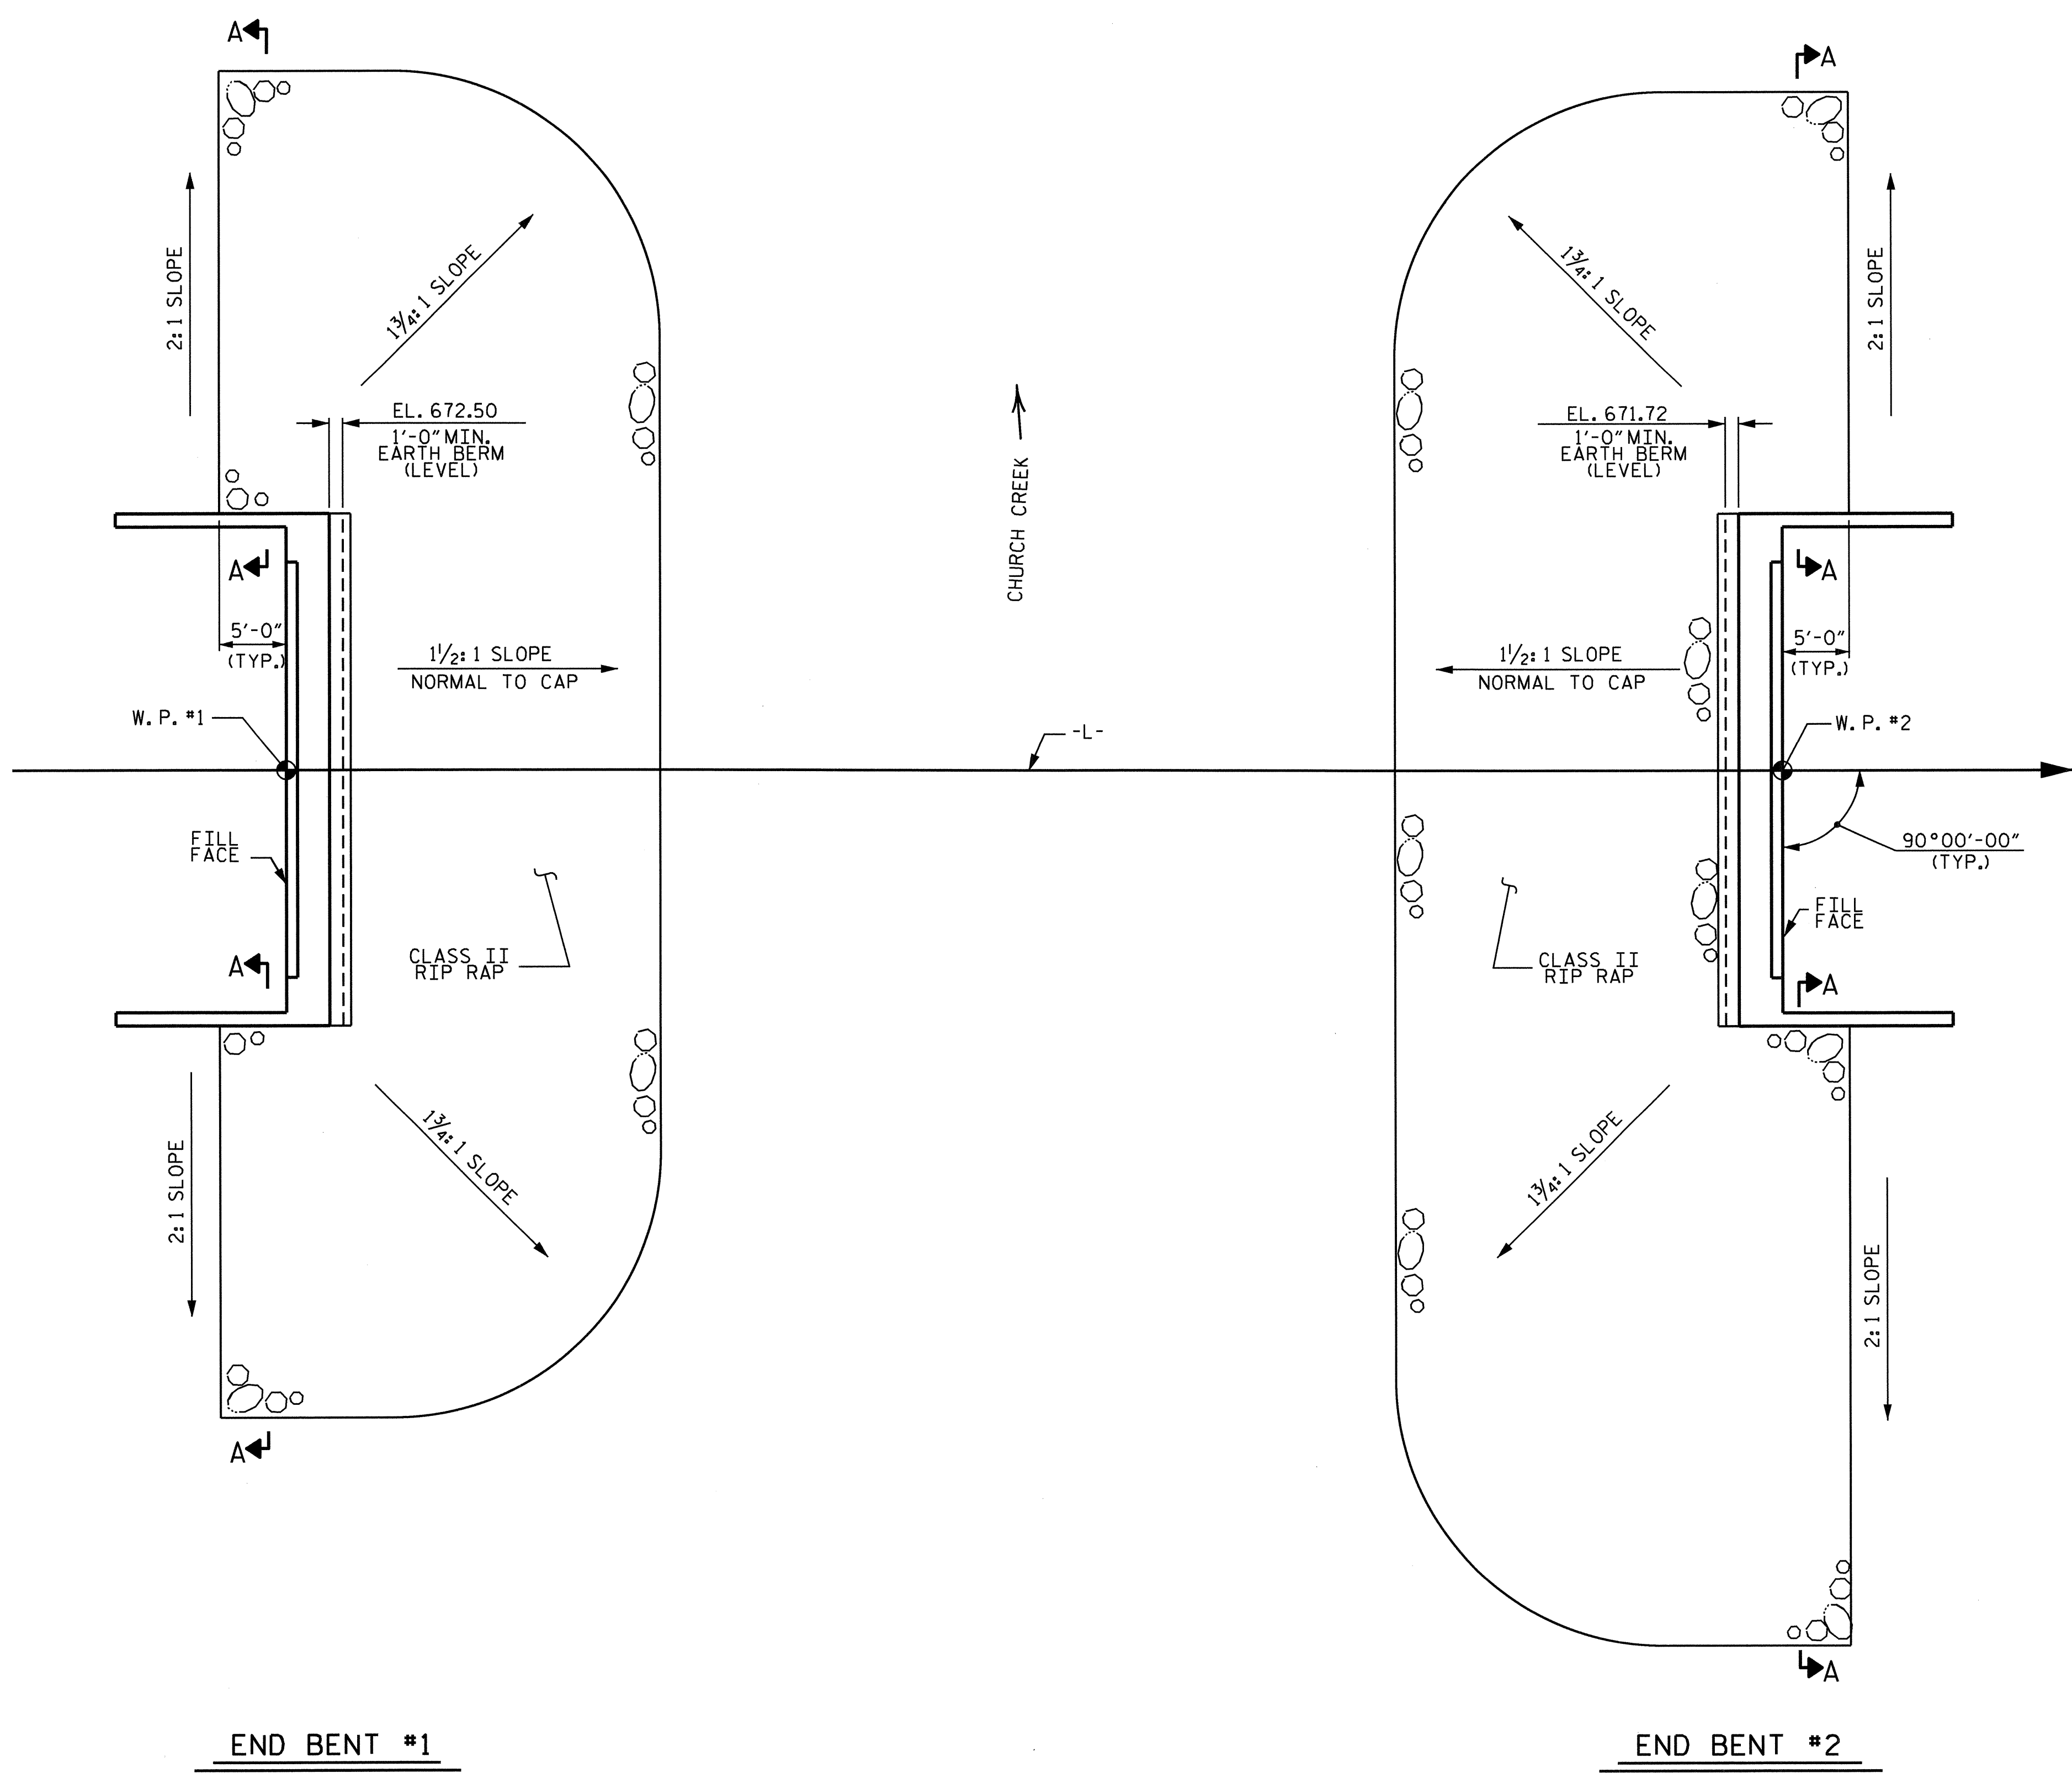 A
A
2:1 SLOPE
1¾:1 SLOPE
1¾:1 SLOPE
2:1 SLOPE
EL. 672.50
1'-0" MIN.
EARTH BERM
(LEVEL)
EL. 671.72
1'-0" MIN.
EARTH BERM
(LEVEL)
CHURCH CREEK
A
A
5'-0"
(TYP.)
1½:1 SLOPE
NORMAL TO CAP
1½:1 SLOPE
NORMAL TO CAP
5'-0"
(TYP.)
W.P. #1
-L-
W.P. #2
FILL
FACE
90°00'-00"
(TYP.)
FILL
FACE
CLASS II
RIP RAP
CLASS II
RIP RAP
A
A
2:1 SLOPE
1¾:1 SLOPE
1¾:1 SLOPE
2:1 SLOPE
A
A
END BENT #1
END BENT #2